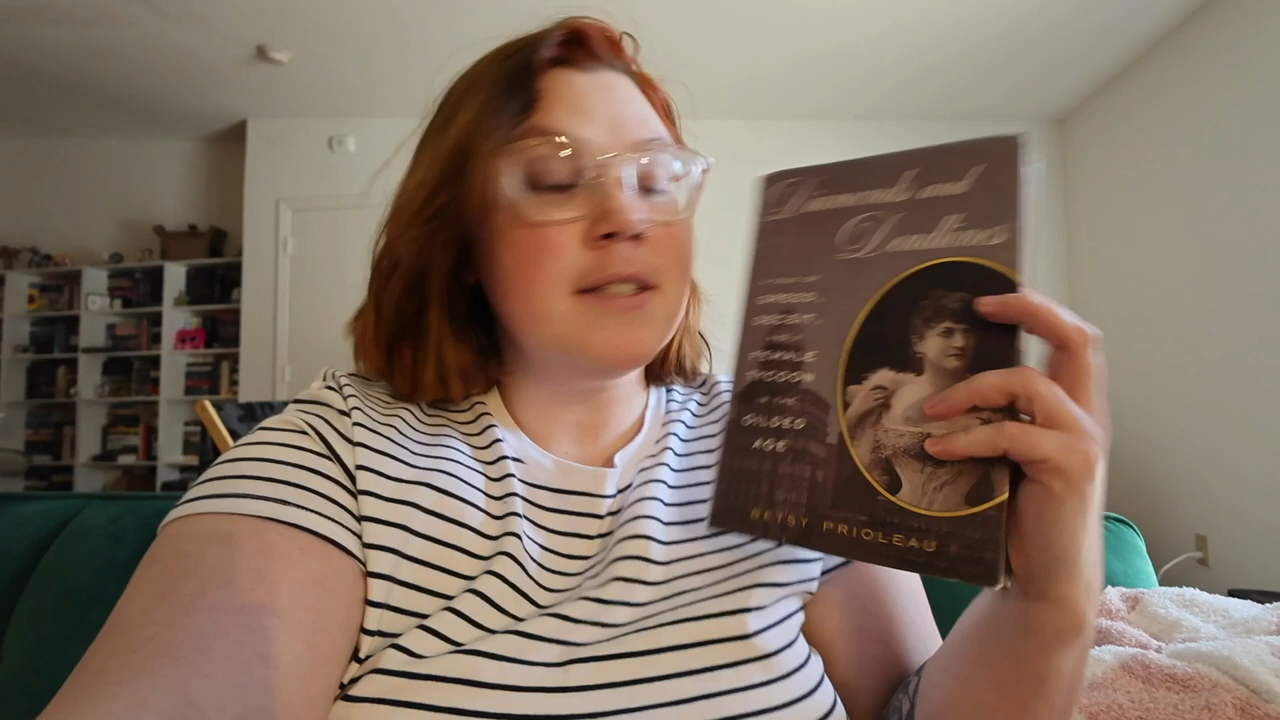 Diamonds and
Deadlines
A TALE OF
GREED,
DECEIT,
AND A
FEMALE
TYCOON
IN THE
GILDED
AGE
BETSY PRIOLEAU